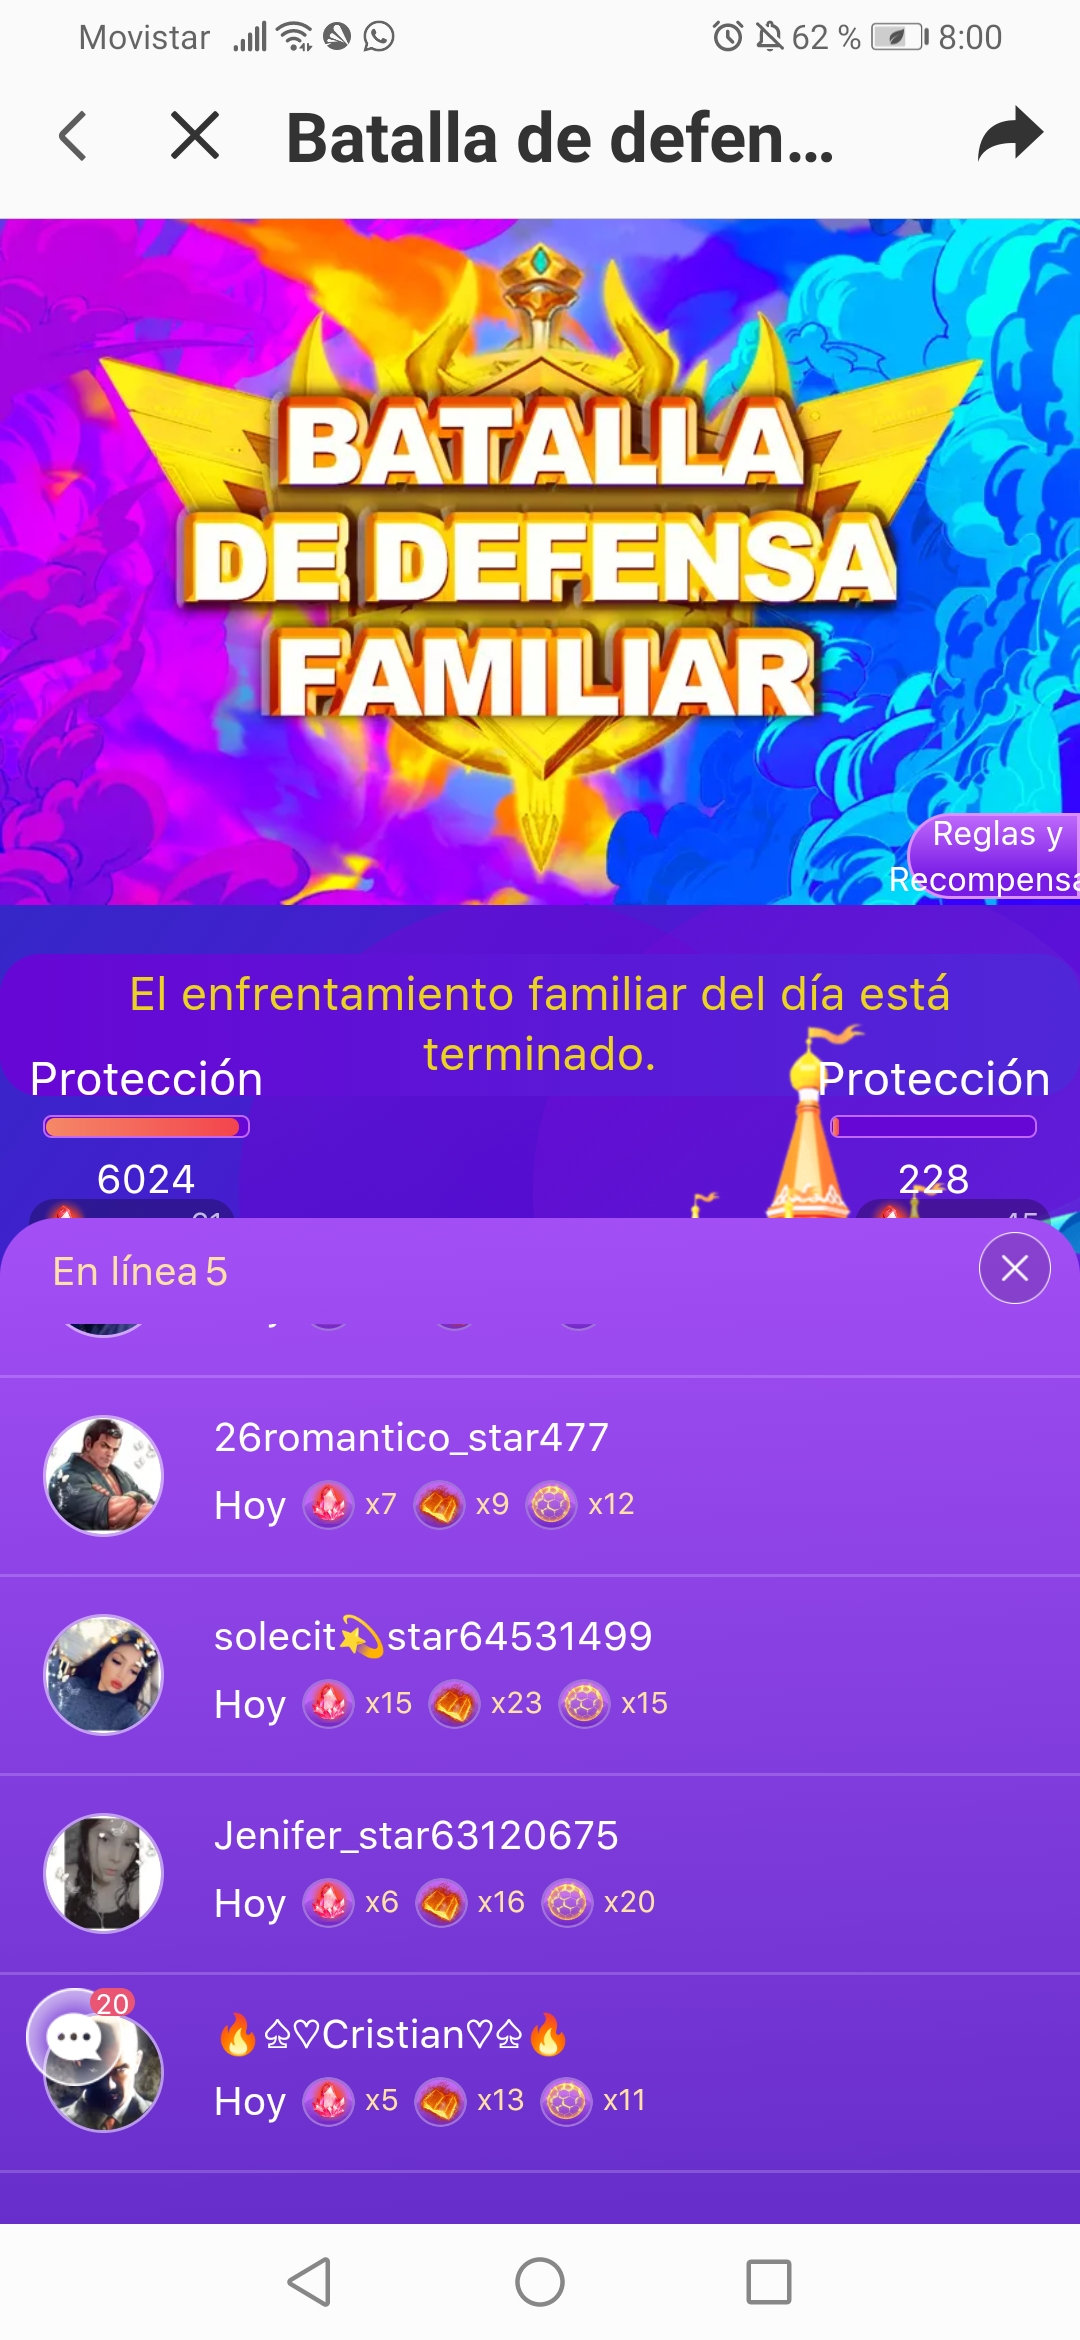 Movistar 62 % 8:00
Batalla de defen...
BATALLA
DE DEFENSA
FAMILIAR
Reglas y
Recompensa
El enfrentamiento familiar del día está
terminado.
Protección Protección
6024 228
En línea 5
26romantico_star477
Hoy x7 x9 x12
solecit💫star64531499
Hoy x15 x23 x15
Jenifer_star63120675
Hoy x6 x16 x20
20
🔥♤♡Cristian♡♤🔥
Hoy x5 x13 x11